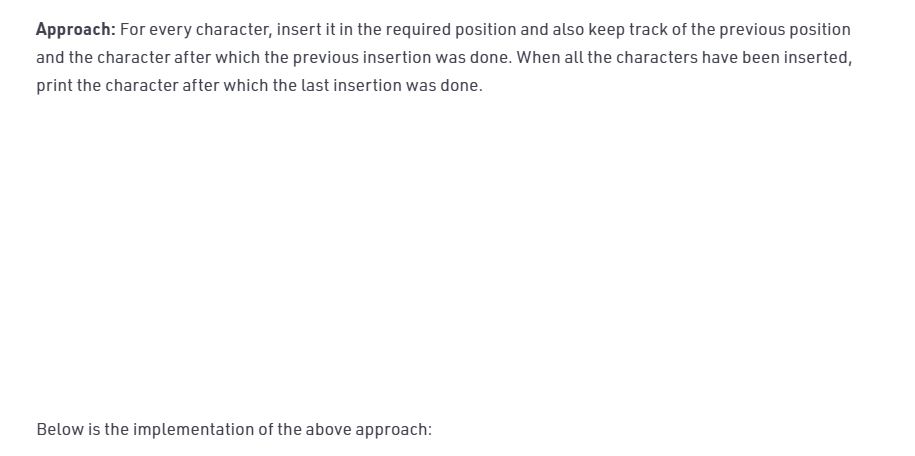 Approach: For every character, insert it in the required position and also keep track of the previous position
and the character after which the previous insertion was done. When all the characters have been inserted,
print the character after which the last insertion was done.
Below is the implementation of the above approach: